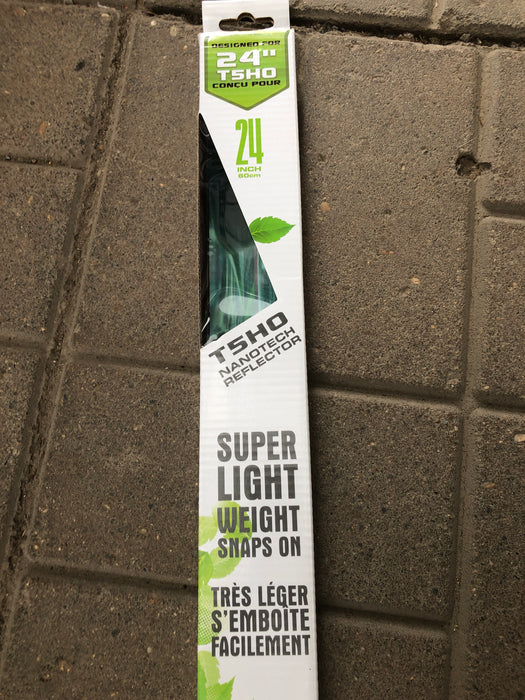 DESIGNED FOR
24"
T5HO
CONÇU POUR
24
INCH
60cm
T5HO
NANOTECH
REFLECTOR
SUPER
LIGHT
WEIGHT
SNAPS ON
TRÈS LÉGER
S'EMBOÎTE
FACILEMENT